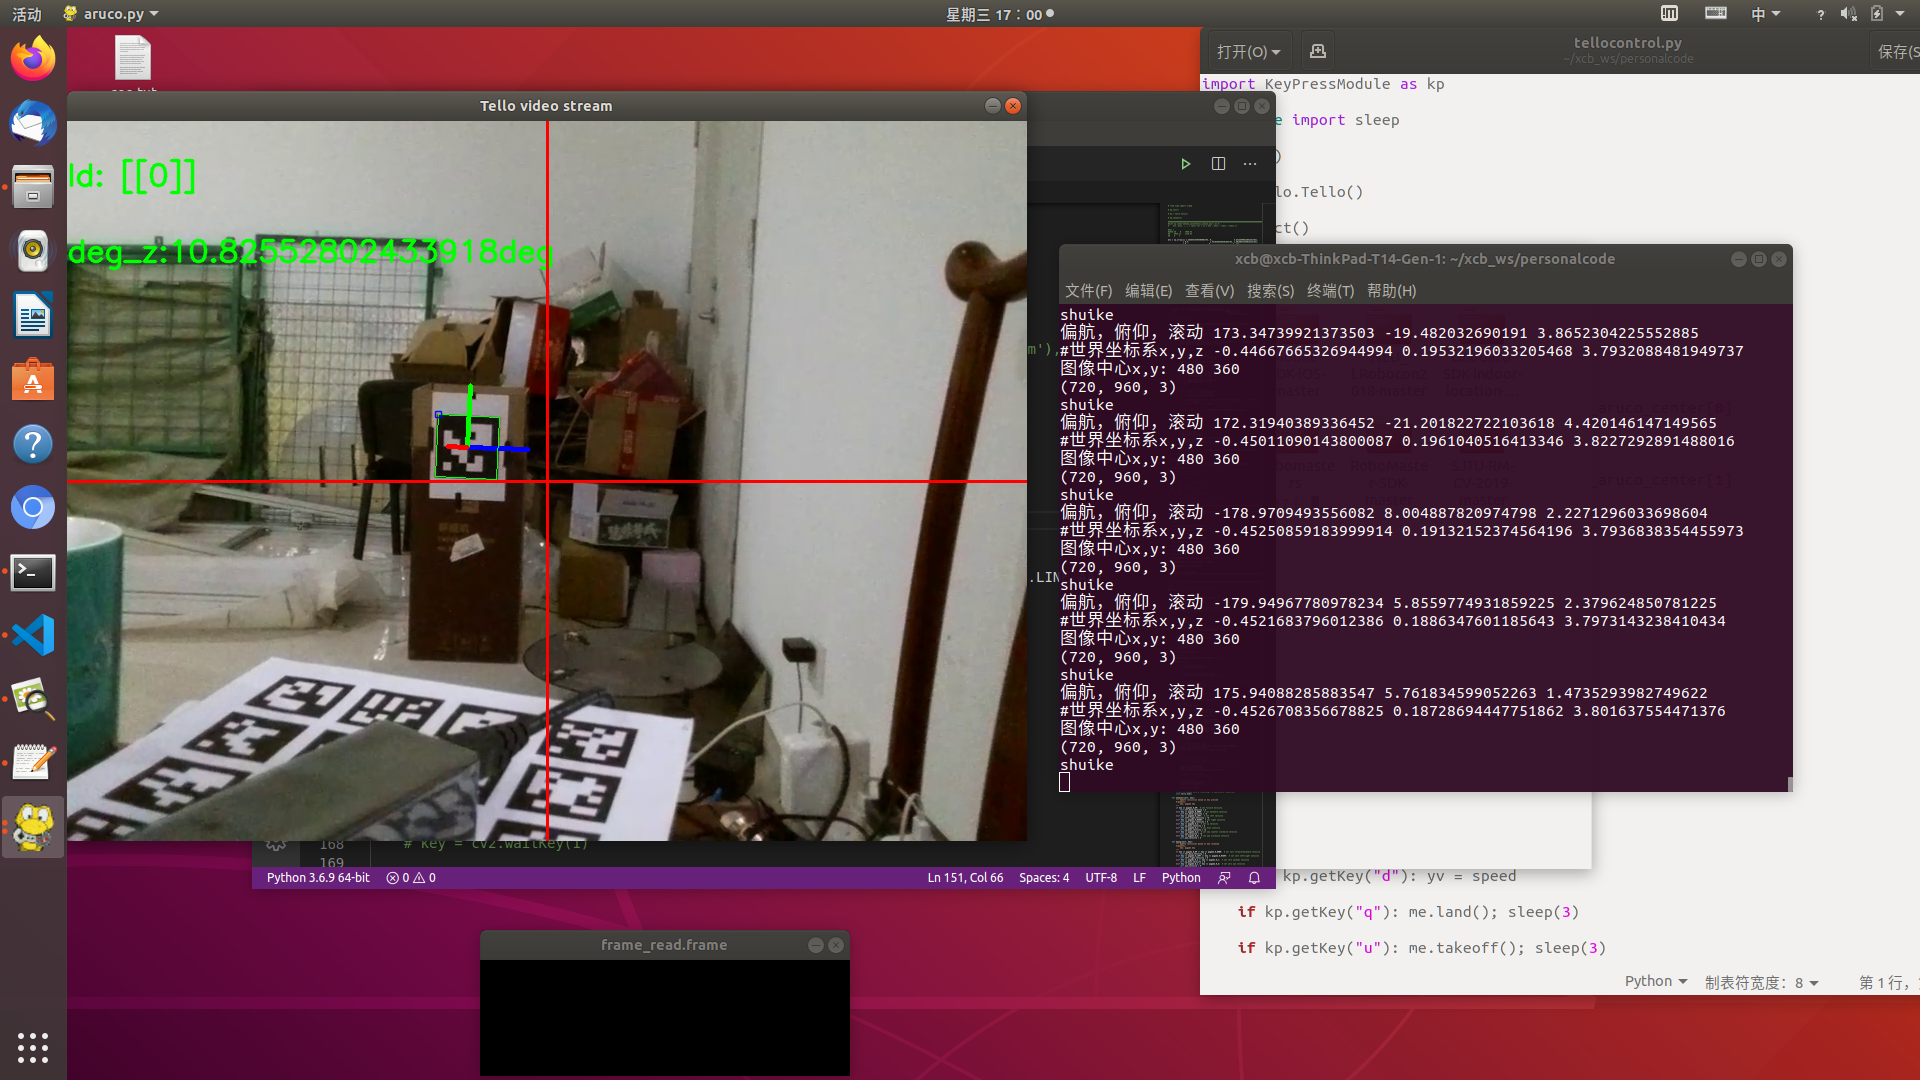 活动
aruco.py
星期三 17：00
中
Tello video stream
Id: [[0]]
deg_z:10.82552802433918deg
打开(O)
tellocontrol.py
~/xcb_ws/personalcode
import KeyPressModule as kp
e import sleep
)
lo.Tello()
ct()
m'),
.LIN
xcb@xcb-ThinkPad-T14-Gen-1: ~/xcb_ws/personalcode
文件(F) 编辑(E) 查看(V) 搜索(S) 终端(T) 帮助(H)
shuike
偏航，俯仰，滚动 173.34739921373503 -19.482032690191 3.8652304225552885
#世界坐标系x,y,z -0.44667665326944994 0.19532196033205468 3.7932088481949737
图像中心x,y: 480 360
(720, 960, 3)
shuike
偏航，俯仰，滚动 172.31940389336452 -21.201822722103618 4.420146147149565
#世界坐标系x,y,z -0.45011090143800087 0.1961040516413346 3.8227292891488016
图像中心x,y: 480 360
(720, 960, 3)
shuike
偏航，俯仰，滚动 -178.9709493556082 8.004887820974798 2.2271296033698604
#世界坐标系x,y,z -0.4525085918399914 0.19132152374564196 3.7936838354455973
图像中心x,y: 480 360
(720, 960, 3)
shuike
偏航，俯仰，滚动 -179.94967780978234 5.8559774931859225 2.379624850781225
#世界坐标系x,y,z -0.4521683796012386 0.1886347601185643 3.7973143238410434
图像中心x,y: 480 360
(720, 960, 3)
shuike
偏航，俯仰，滚动 175.94088285883547 5.761834599052263 1.4735293982749622
#世界坐标系x,y,z -0.4526708356678825 0.18728694447751862 3.801637554471376
图像中心x,y: 480 360
(720, 960, 3)
shuike
168 # key = cv2.waitKey(1)
169
Python 3.6.9 64-bit 0 0 Ln 151, Col 66 Spaces: 4 UTF-8 LF Python
kp.getKey("d"): yv = speed
if kp.getKey("q"): me.land(); sleep(3)
if kp.getKey("u"): me.takeoff(); sleep(3)
Python 制表符宽度：8 第 1 行，
frame_read.frame